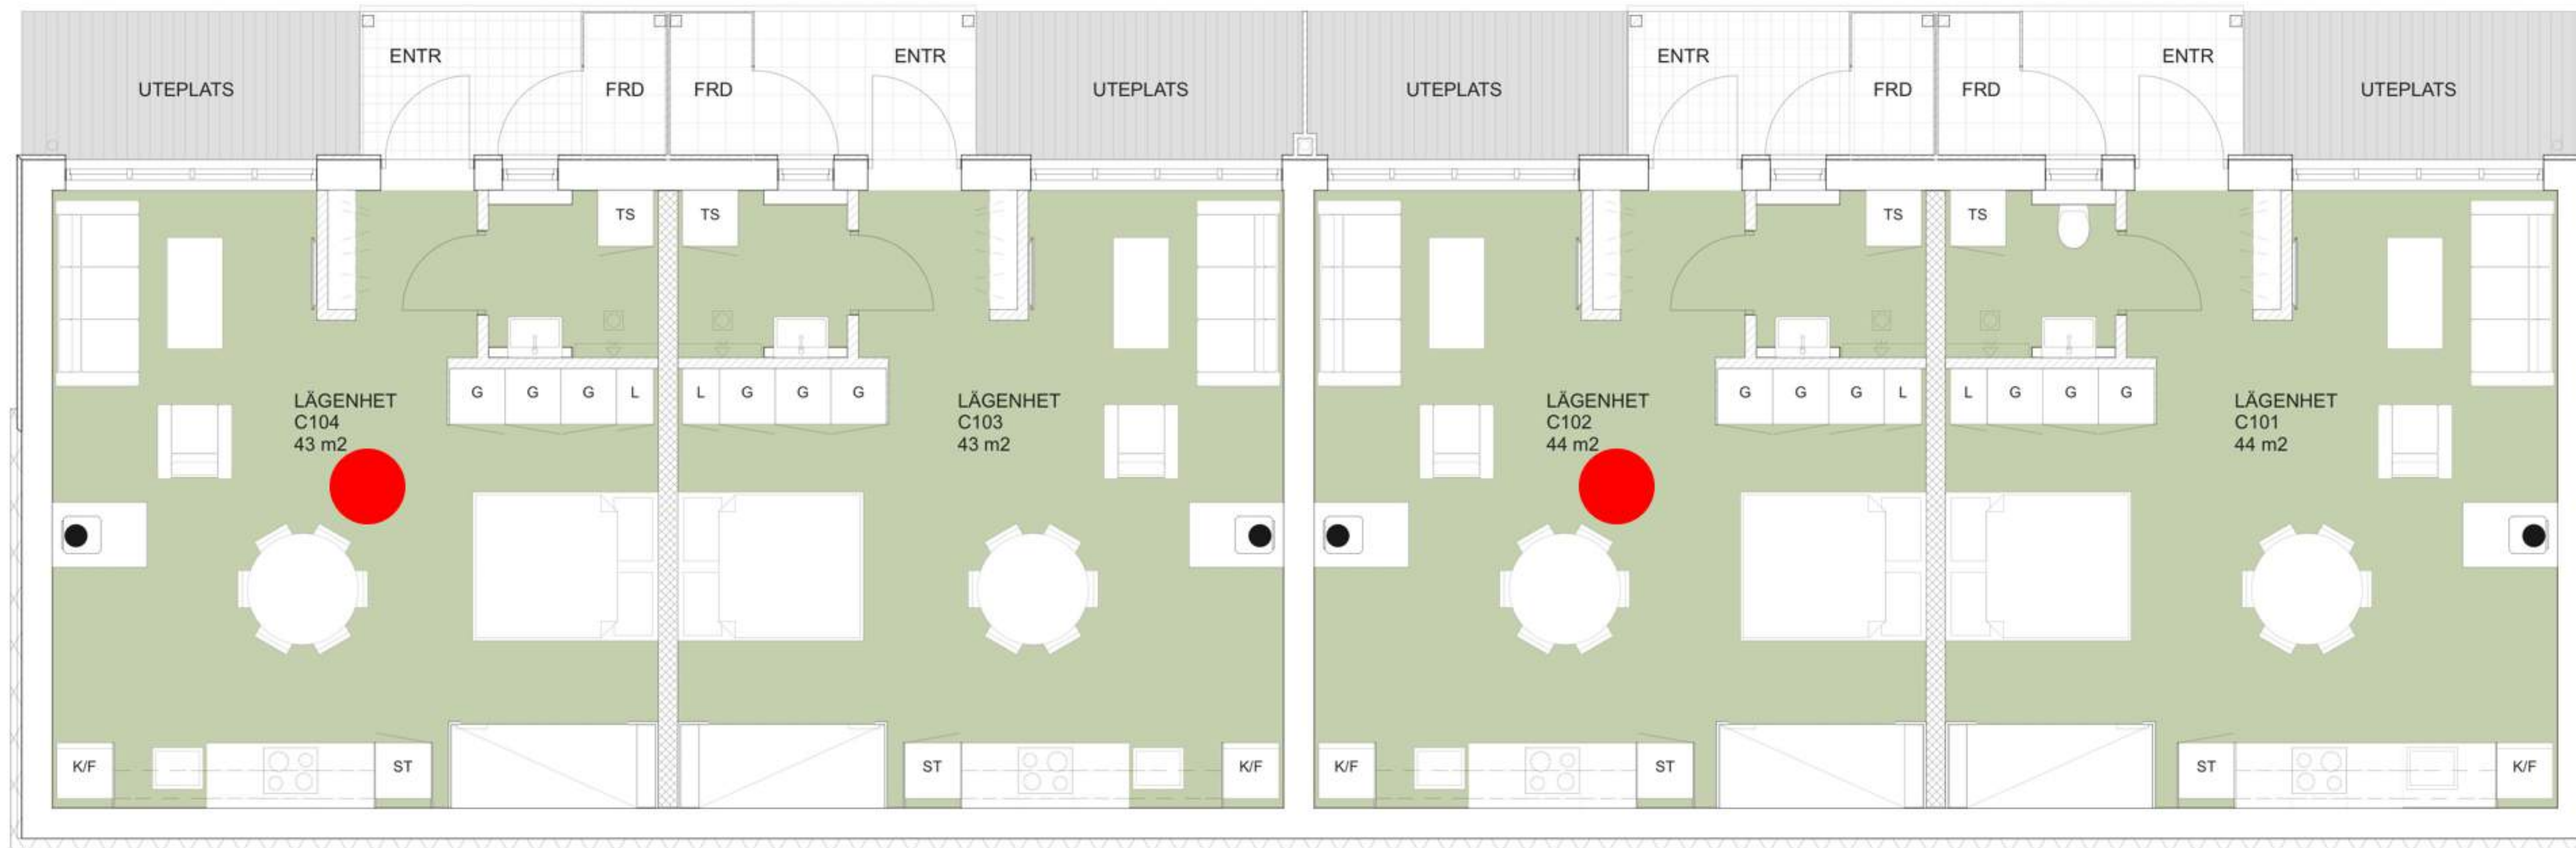 ENTR
ENTR
ENTR
ENTR
UTEPLATS
FRD
FRD
UTEPLATS
UTEPLATS
FRD
FRD
UTEPLATS
TS
TS
TS
TS
G
G
G
L
L
G
G
G
G
G
G
L
L
G
G
G
LÄGENHET
C104
43 m2
LÄGENHET
C103
43 m2
LÄGENHET
C102
44 m2
LÄGENHET
C101
44 m2
K/F
ST
ST
K/F
K/F
ST
ST
K/F